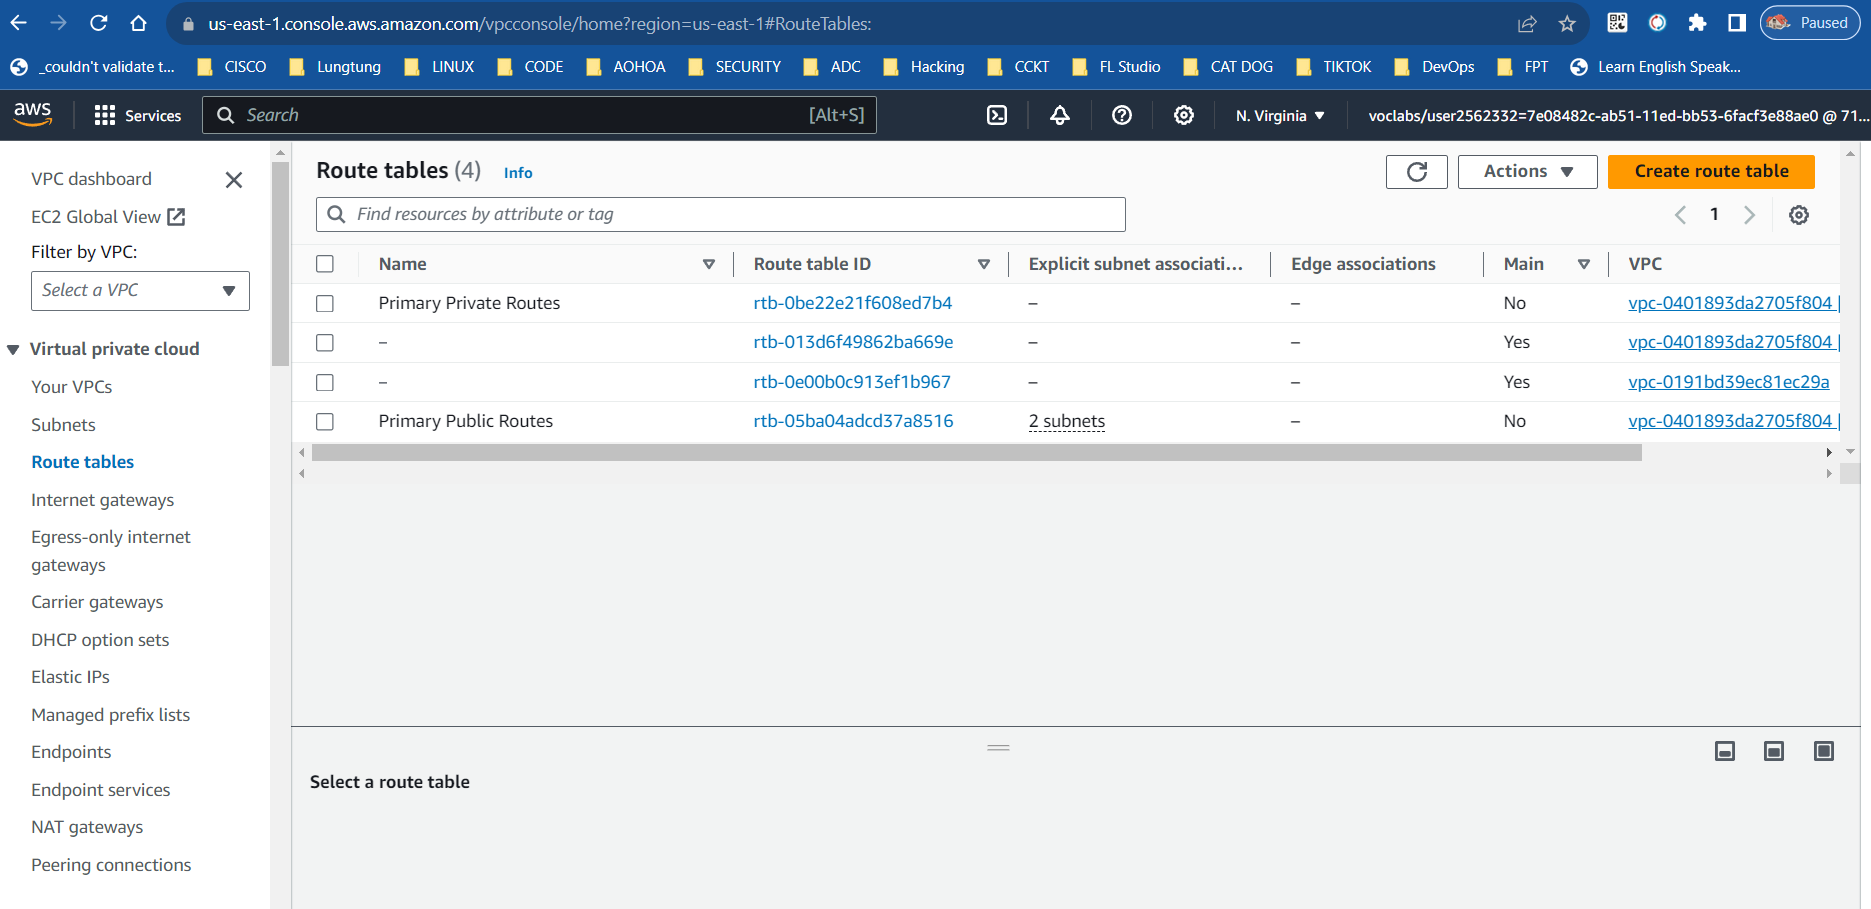 us-east-1.console.aws.amazon.com/vpcconsole/home?region=us-east-1#RouteTables:
Paused
_couldn't validate t...
CISCO
Lungtung
LINUX
CODE
AOHOA
SECURITY
ADC
Hacking
CCKT
FL Studio
CAT DOG
TIKTOK
DevOps
FPT
Learn English Speak...
aws
Services
Search
[Alt+S]
N. Virginia
voclabs/user2562332=7e08482c-ab51-11ed-bb53-6facf3e88ae0 @ 71...
VPC dashboard
EC2 Global View
Filter by VPC:
Select a VPC
Virtual private cloud
Your VPCs
Subnets
Route tables
Internet gateways
Egress-only internet
gateways
Carrier gateways
DHCP option sets
Elastic IPs
Managed prefix lists
Endpoints
Endpoint services
NAT gateways
Peering connections
Route tables (4) Info
Actions
Create route table
Find resources by attribute or tag
1
Name Route table ID Explicit subnet associati... Edge associations Main VPC
Primary Private Routes rtb-0be22e21f608ed7b4 – – No vpc-0401893da2705f804 |
– rtb-013d6f49862ba669e – – Yes vpc-0401893da2705f804 |
– rtb-0e00b0c913ef1b967 – – Yes vpc-0191bd39ec81ec29a
Primary Public Routes rtb-05ba04adcd37a8516 2 subnets – No vpc-0401893da2705f804 |
Select a route table